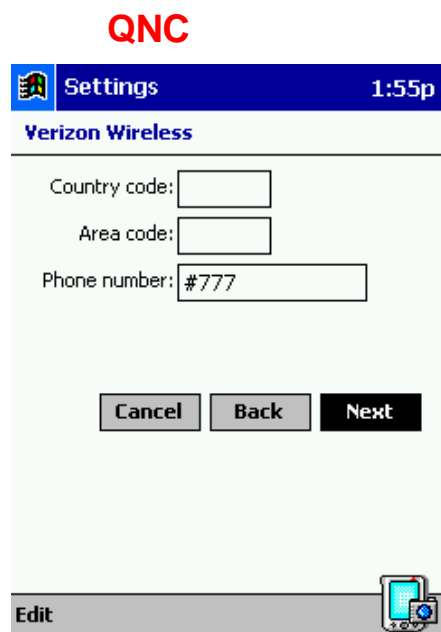 QNC
Settings 1:55p
Verizon Wireless
Country code:
Area code:
Phone number: #777
Cancel Back Next
Edit